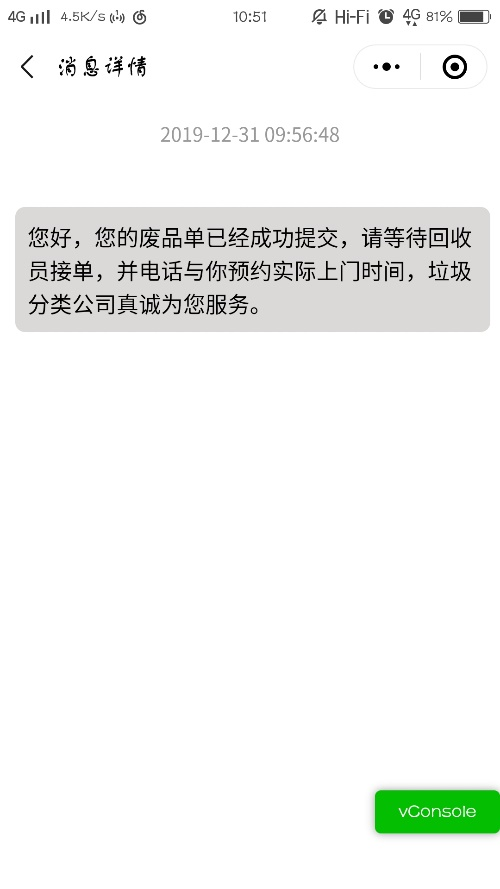 4G 4.5K/s 10:51 Hi-Fi 4G 81%
消息详情
2019-12-31 09:56:48
您好，您的废品单已经成功提交，请等待回收
员接单，并电话与你预约实际上门时间，垃圾
分类公司真诚为您服务。
vConsole